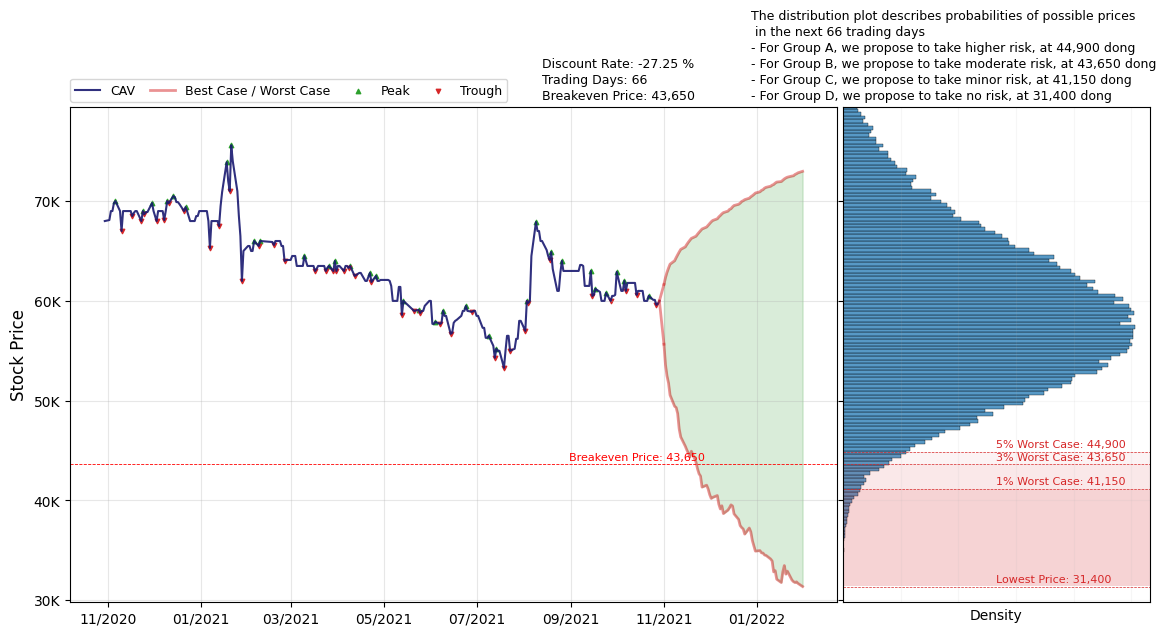 The distribution plot describes probabilities of possible prices
in the next 66 trading days
- For Group A, we propose to take higher risk, at 44,900 dong
- For Group B, we propose to take moderate risk, at 43,650 dong
- For Group C, we propose to take minor risk, at 41,150 dong
- For Group D, we propose to take no risk, at 31,400 dong
Discount Rate: -27.25 %
Trading Days: 66
Breakeven Price: 43,650
CAV
Best Case / Worst Case
Peak
Trough
Stock Price
70K
60K
50K
40K
30K
Breakeven Price: 43,650
5% Worst Case: 44,900
3% Worst Case: 43,650
1% Worst Case: 41,150
Lowest Price: 31,400
11/2020
01/2021
03/2021
05/2021
07/2021
09/2021
11/2021
01/2022
Density